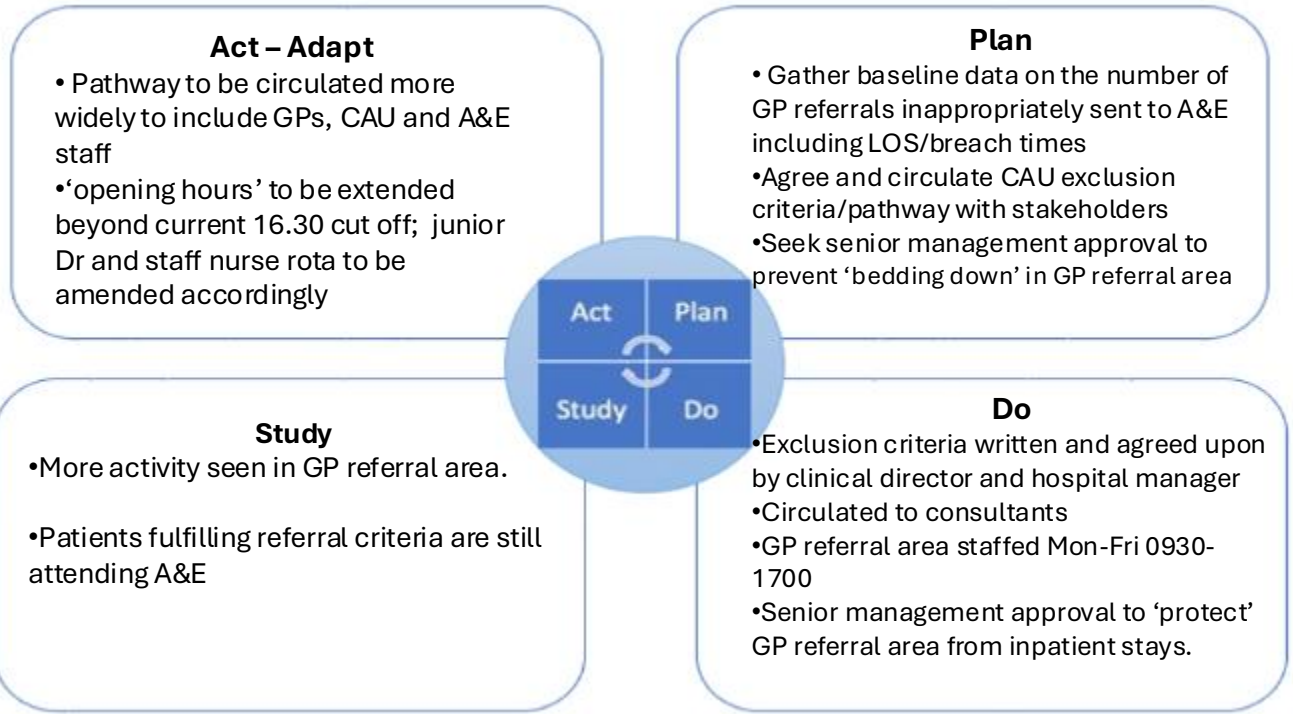 Act – Adapt
• Pathway to be circulated more
widely to include GPs, CAU and A&E
staff
•‘opening hours’ to be extended
beyond current 16.30 cut off; junior
Dr and staff nurse rota to be
amended accordingly
Plan
• Gather baseline data on the number of
GP referrals inappropriately sent to A&E
including LOS/breach times
•Agree and circulate CAU exclusion
criteria/pathway with stakeholders
•Seek senior management approval to
prevent ‘bedding down’ in GP referral area
Act
Plan
Study
Do
Study
•More activity seen in GP referral area.
•Patients fulfilling referral criteria are still
attending A&E
Do
•Exclusion criteria written and agreed upon
by clinical director and hospital manager
•Circulated to consultants
•GP referral area staffed Mon-Fri 0930-
1700
•Senior management approval to ‘protect’
GP referral area from inpatient stays.